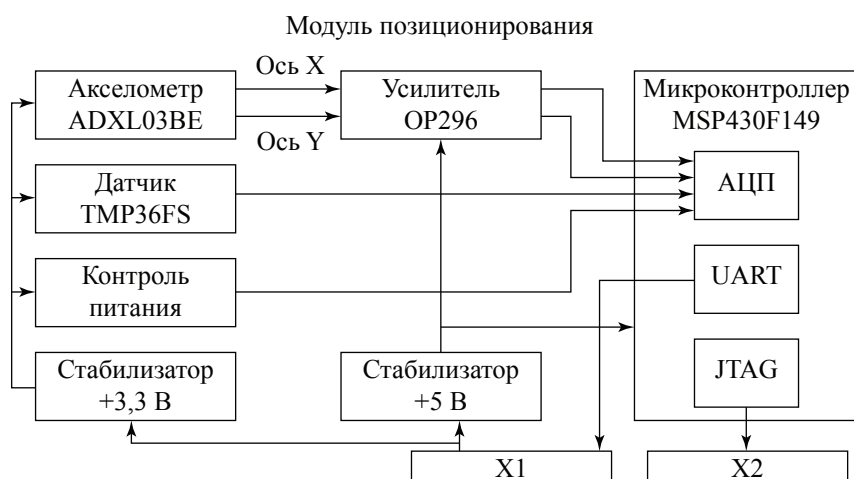 Модуль позиционирования
Акселометр
ADXL03BE
Ось X
Ось Y
Усилитель
OP296
Микроконтроллер
MSP430F149
АЦП
Датчик
TMP36FS
Контроль
питания
UART
Стабилизатор
+3,3 В
Стабилизатор
+5 В
JTAG
X1
X2